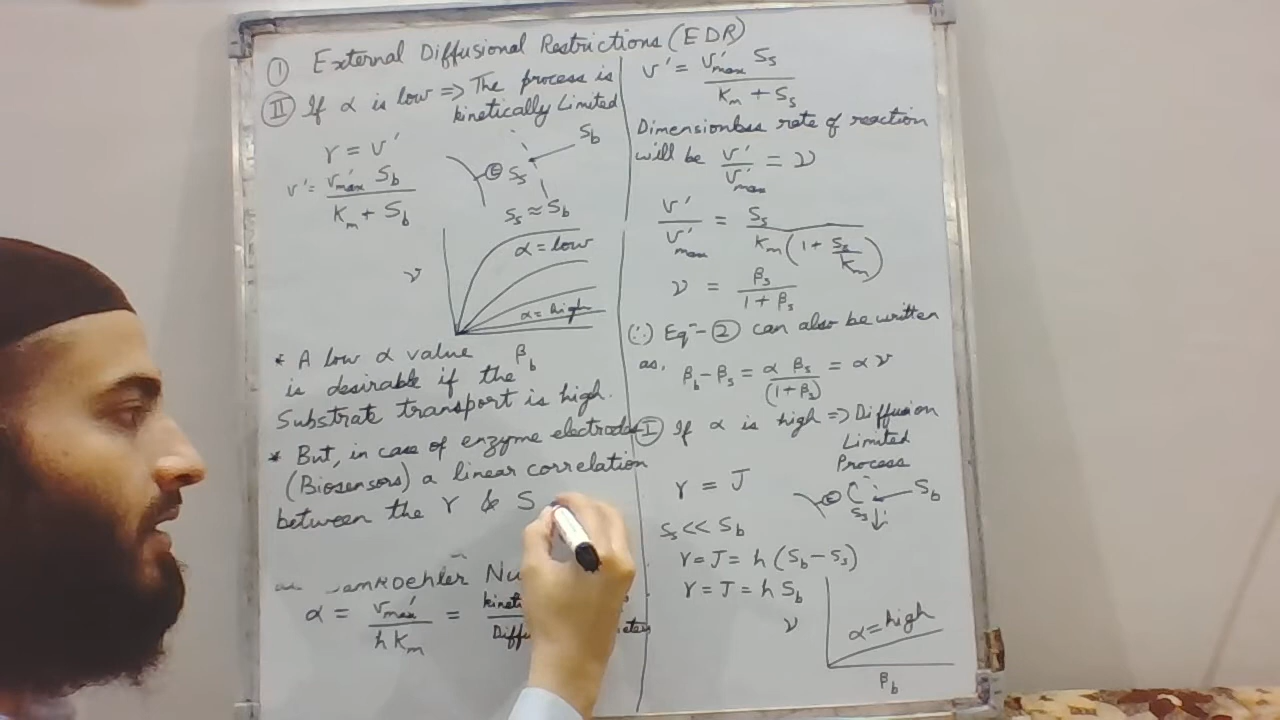 ① External Diffusional Restrictions (EDR)
Ⅱ If α is low => The process is
kinetically Limited
r = v'
v' = v'max Sb / Km + Sb
E Ss Sb
Ss ≈ Sb
α = low
α = high
ν
βb
* A low α value
is desirable if the
Substrate transport is high.
* But, in case of enzyme electrodes
(Biosensors) a linear correlation
between the r & S
Nu
α = v'max / h Km =
v' = v'max Ss / Km + Ss
Dimensionless rate of reaction
will be v' / v'max = ν
v' / v'max = Ss / Km (1 + Ss / Km)
ν = βs / 1 + βs
(∴) Eqⁿ - ② can also be written
as, βb - βs = α βs / (1 + βs) = α ν
Ⅰ If α is high => Diffusion
Limited
Process
r = J
E Ss Sb
Ss << Sb
r = J = h (Sb - Ss)
r = J = h Sb
ν
α = high
βb